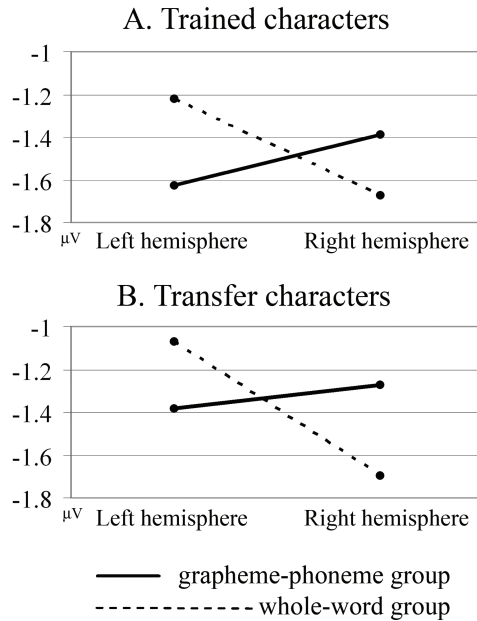 A. Trained characters
-1
-1.2
-1.4
-1.6
-1.8
μV Left hemisphere Right hemisphere
B. Transfer characters
-1
-1.2
-1.4
-1.6
-1.8
μV Left hemisphere Right hemisphere
grapheme-phoneme group
whole-word group